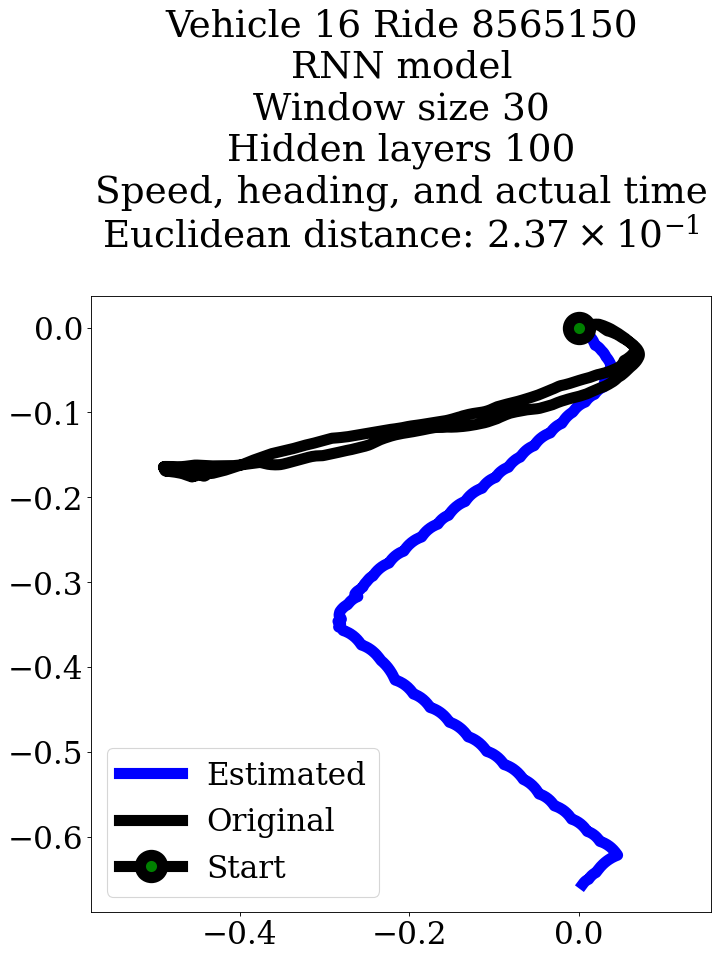 Vehicle 16 Ride 8565150
RNN model
Window size 30
Hidden layers 100
Speed, heading, and actual time
Euclidean distance: 2.37 × 10⁻¹
0.0
−0.1
−0.2
−0.3
−0.4
−0.5
−0.6
Estimated
Original
Start
−0.4 −0.2 0.0